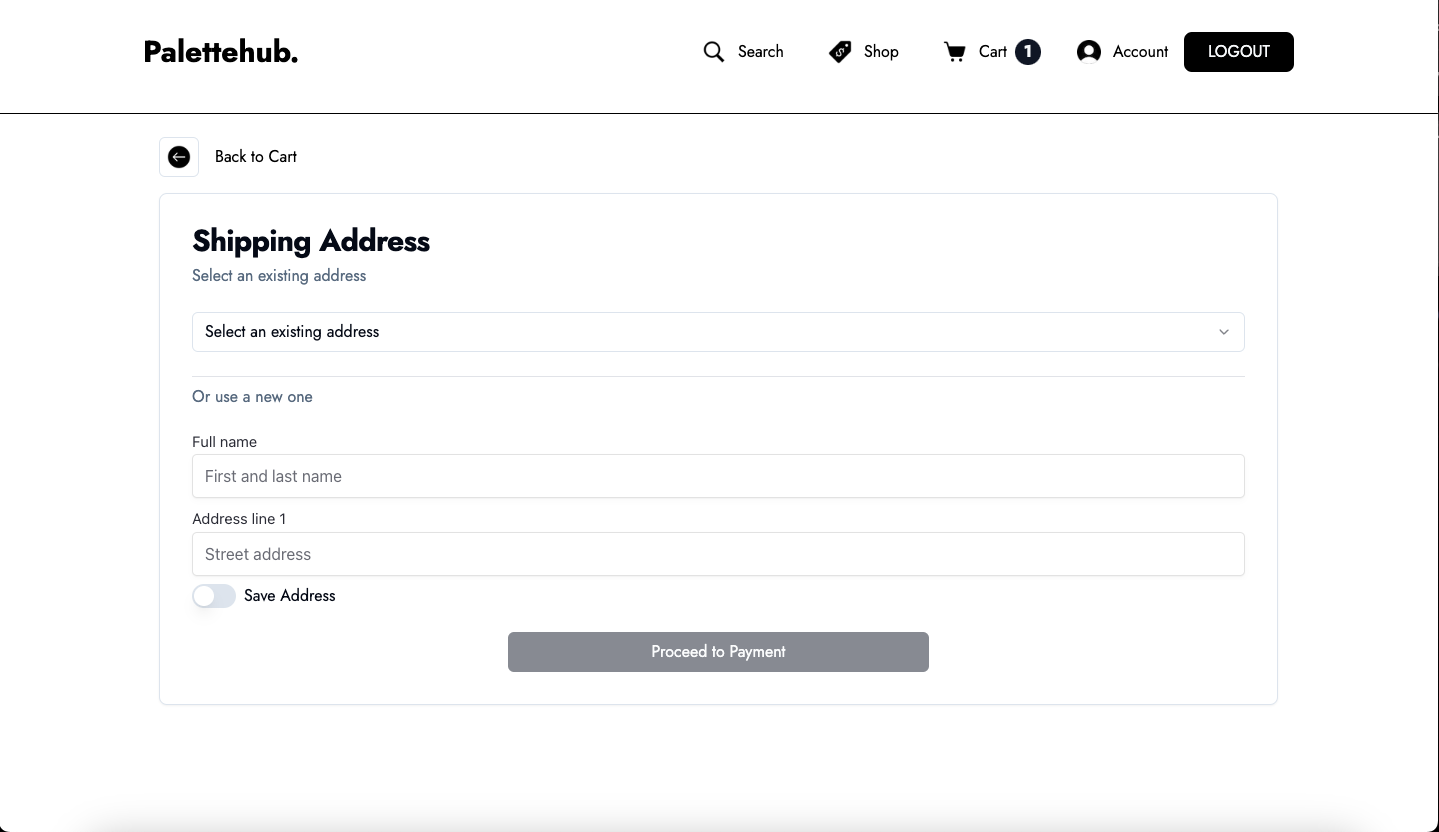 Palettehub.
Search
Shop
Cart 1
Account
LOGOUT
Back to Cart
Shipping Address
Select an existing address
Select an existing address
Or use a new one
Full name
First and last name
Address line 1
Street address
Save Address
Proceed to Payment